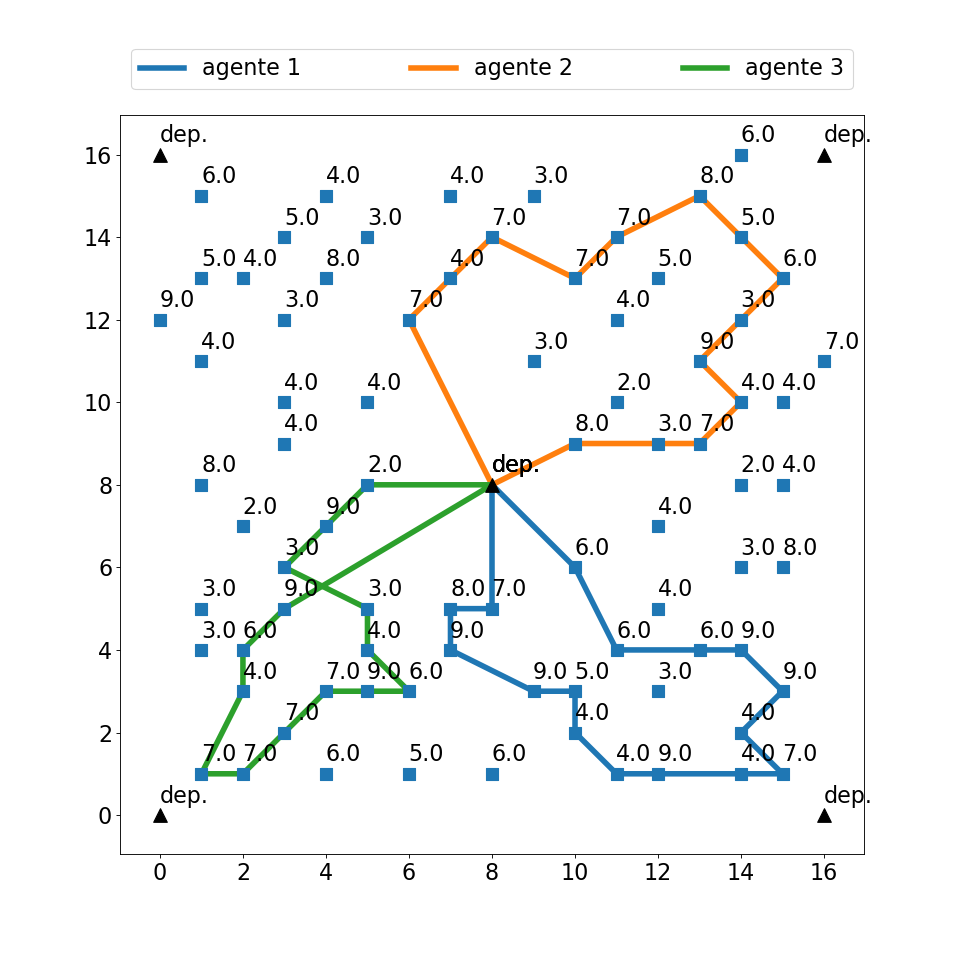 agente 1 agente 2 agente 3
dep. 6.0 dep.
16
6.0 4.0 4.0 3.0 8.0
5.0 3.0 7.0 7.0 5.0
14
5.0 4.0 8.0 4.0 7.0 5.0 6.0
9.0 3.0 7.0 4.0 3.0
12
4.0 3.0 9.0 7.0
4.0 4.0 2.0 4.0 4.0
10
4.0 8.0 3.0 7.0
8.0 2.0 dep. 2.0 4.0
8
2.0 9.0 4.0
3.0 6.0 3.0 8.0
6
3.0 9.0 3.0 8.0 7.0 4.0
3.0 6.0 4.0 9.0 6.0 6.0 9.0
4
4.0 7.0 9.0 6.0 9.0 5.0 3.0 9.0
7.0 4.0 4.0
2
7.0 7.0 6.0 5.0 6.0 4.0 9.0 4.0 7.0
dep. dep.
0
0 2 4 6 8 10 12 14 16